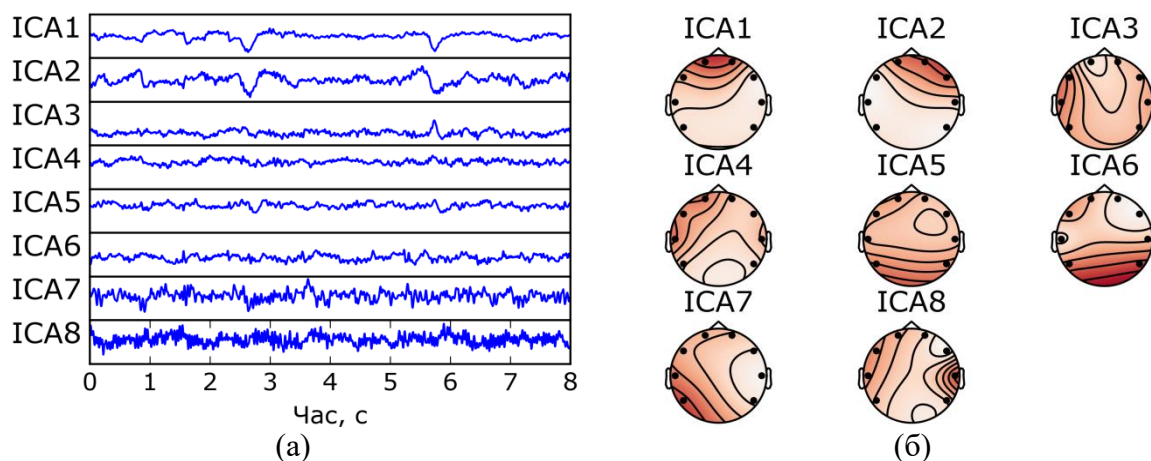 ICA1
ICA2
ICA3
ICA4
ICA5
ICA6
ICA7
ICA8
0 1 2 3 4 5 6 7 8
Час, с
(а)
ICA1 ICA2 ICA3
ICA4 ICA5 ICA6
ICA7 ICA8
(б)